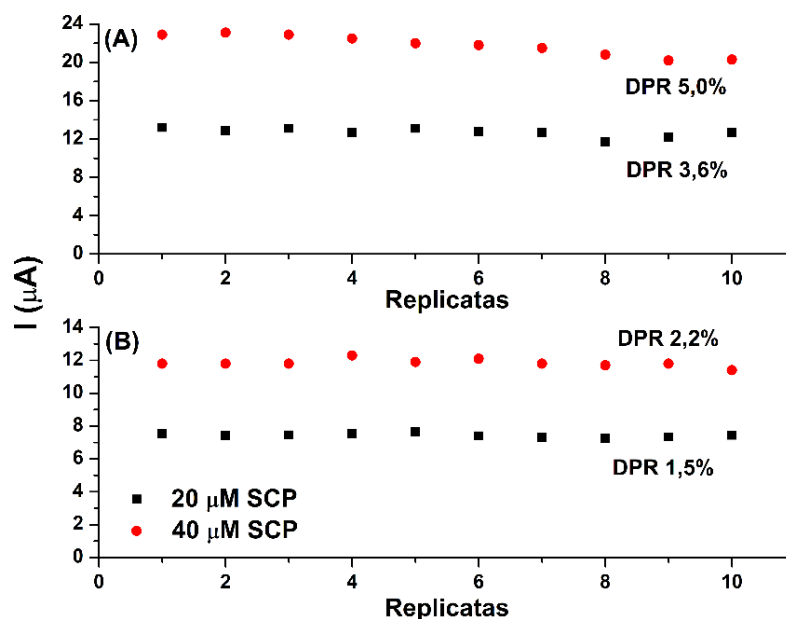 24
(A)
20
DPR 5,0%
16
12
DPR 3,6%
8
4
0
0 2 4 6 8 10
Replicatas
I (μA)
14
(B)
DPR 2,2%
12
10
8
6
DPR 1,5%
4
20 μM SCP
2
40 μM SCP
0
0 2 4 6 8 10
Replicatas